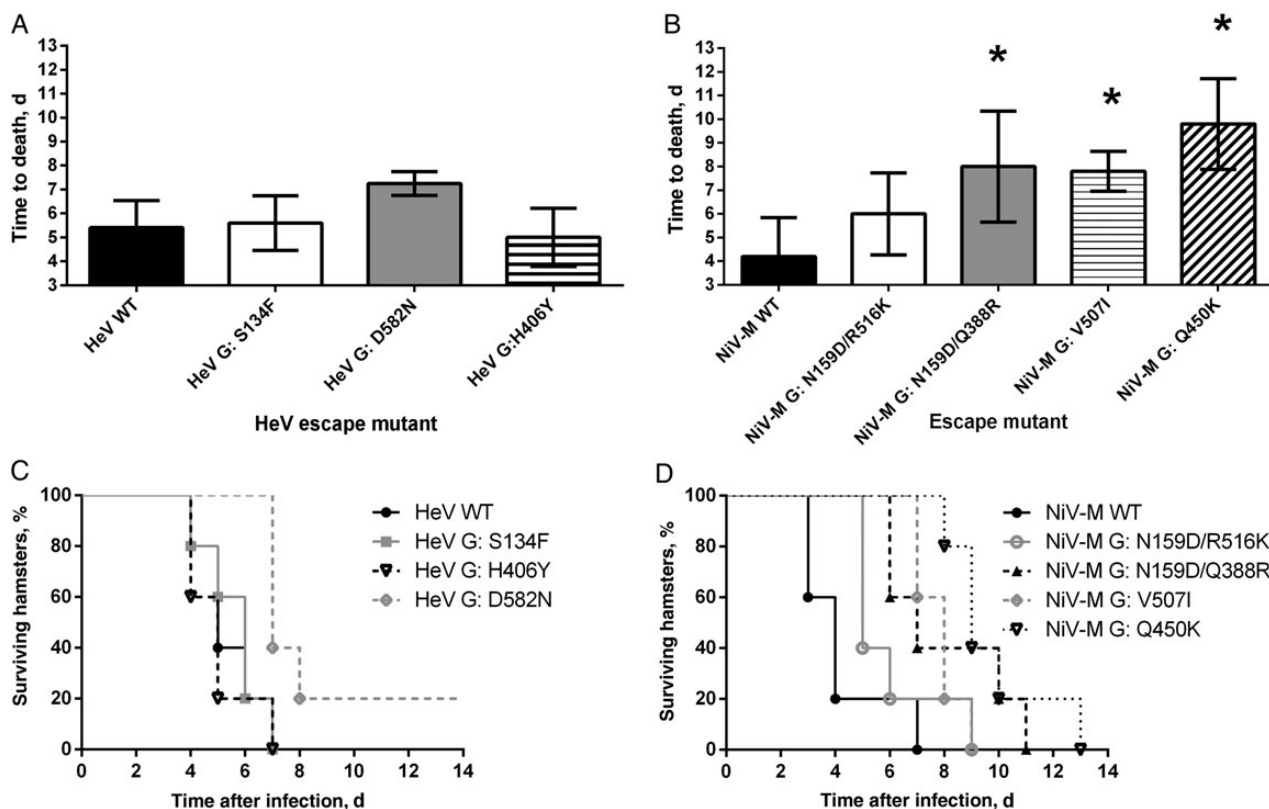 A
13
12
11
10
9
8
7
6
5
4
3
Time to death, d
HeV WT
HeV G: S134F
HeV G: D582N
HeV G:H406Y
HeV escape mutant
B
13
12
11
10
9
8
7
6
5
4
3
Time to death, d
*
*
*
NiV-M WT
NiV-M G: N159D/R516K
NiV-M G: N159D/Q388R
NiV-M G: V507I
NiV-M G: Q450K
Escape mutant
C
100
80
60
40
20
0
Surviving hamsters, %
HeV WT
HeV G: S134F
HeV G: H406Y
HeV G: D582N
0 2 4 6 8 10 12 14
Time after infection, d
D
100
80
60
40
20
0
Surviving hamsters, %
NiV-M WT
NiV-M G: N159D/R516K
NiV-M G: N159D/Q388R
NiV-M G: V507I
NiV-M G: Q450K
0 2 4 6 8 10 12 14
Time after infection, d